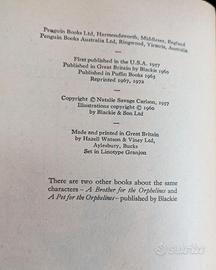 Penguin Books Ltd, Harmondsworth, Middlesex, England
Penguin Books Australia Ltd, Ringwood, Victoria, Australia
First published in the U.S.A. 1957
Published in Great Britain by Blackie 1960
Published in Puffin Books 1963
Reprinted 1967, 1972
Copyright © Natalie Savage Carlson, 1957
Illustrations copyright © 1960
by Blackie & Son Ltd
Made and printed in Great Britain
by Hazell Watson & Viney Ltd,
Aylesbury, Bucks
Set in Linotype Granjon
There are two other books about the same
characters – A Brother for the Orphelines and
A Pet for the Orphelines – published by Blackie
subito